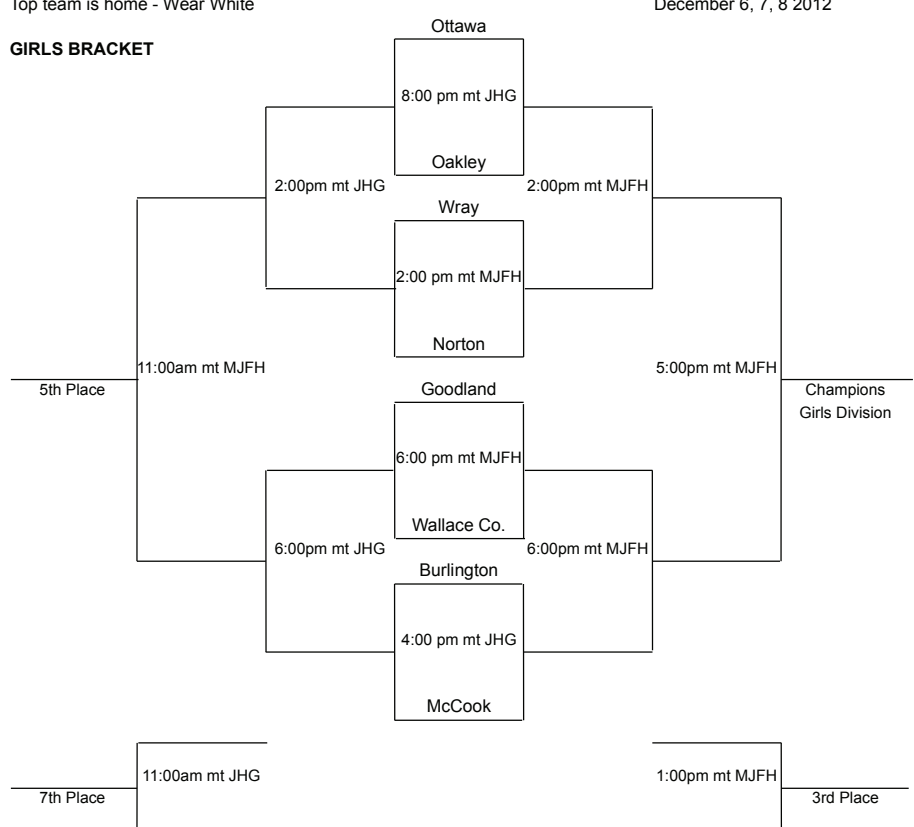 Top team is home - Wear White
December 6, 7, 8 2012
Ottawa
GIRLS BRACKET
8:00 pm mt JHG
Oakley
2:00pm mt JHG
2:00pm mt MJFH
Wray
2:00 pm mt MJFH
Norton
11:00am mt MJFH
5:00pm mt MJFH
5th Place
Goodland
Champions
Girls Division
6:00 pm mt MJFH
Wallace Co.
6:00pm mt JHG
6:00pm mt MJFH
Burlington
4:00 pm mt JHG
McCook
11:00am mt JHG
1:00pm mt MJFH
7th Place
3rd Place